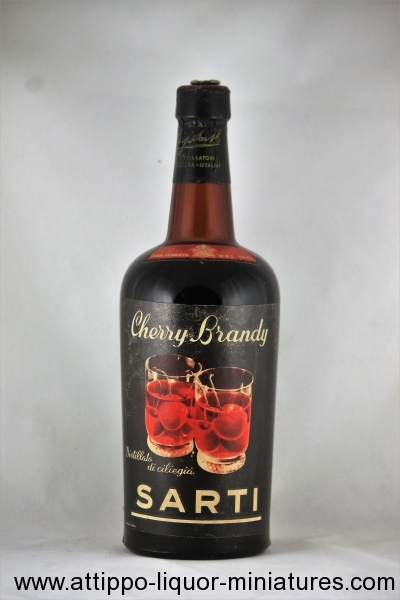 Cherry Brandy
Distillato
di ciliegia
SARTI
www.attippo-liquor-miniatures.com